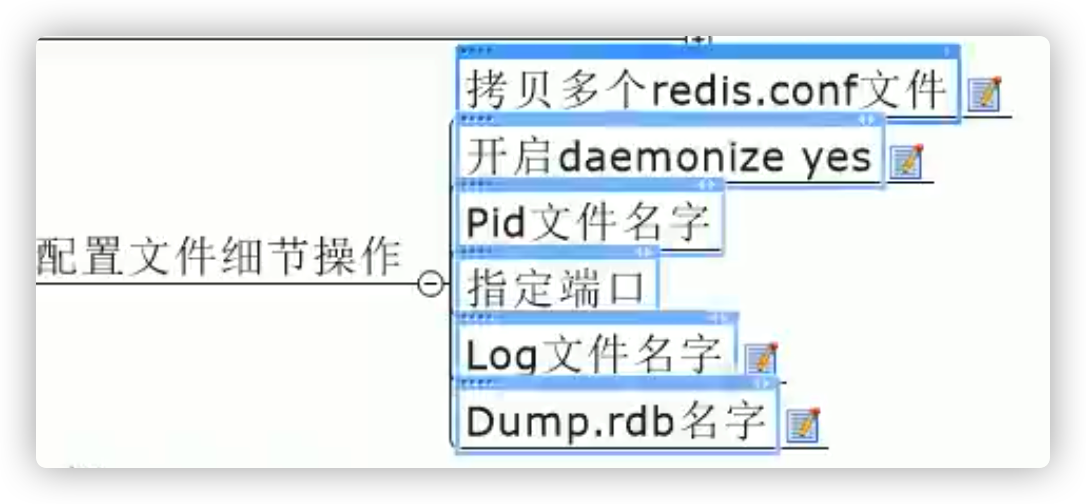 拷贝多个redis.conf文件
开启daemonize yes
Pid文件名字
配置文件细节操作
指定端口
Log文件名字
Dump.rdb名字